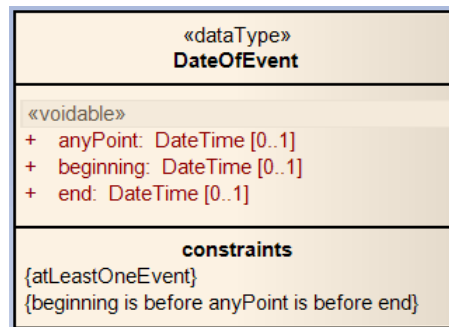 «dataType»
DateOfEvent
«voidable»
+ anyPoint: DateTime [0..1]
+ beginning: DateTime [0..1]
+ end: DateTime [0..1]
constraints
{atLeastOneEvent}
{beginning is before anyPoint is before end}